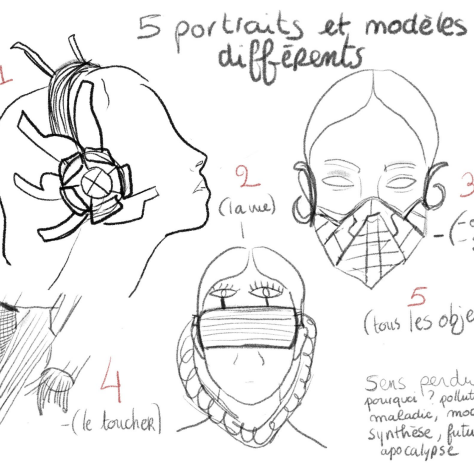 5 portraits et modèles
différents
1
2
(la vue)
3
5
(tous les obje
4
-(le toucher)
Sens perdu
pourquoi? pollut
maladie, mod
synthèse, futu
apocalypse